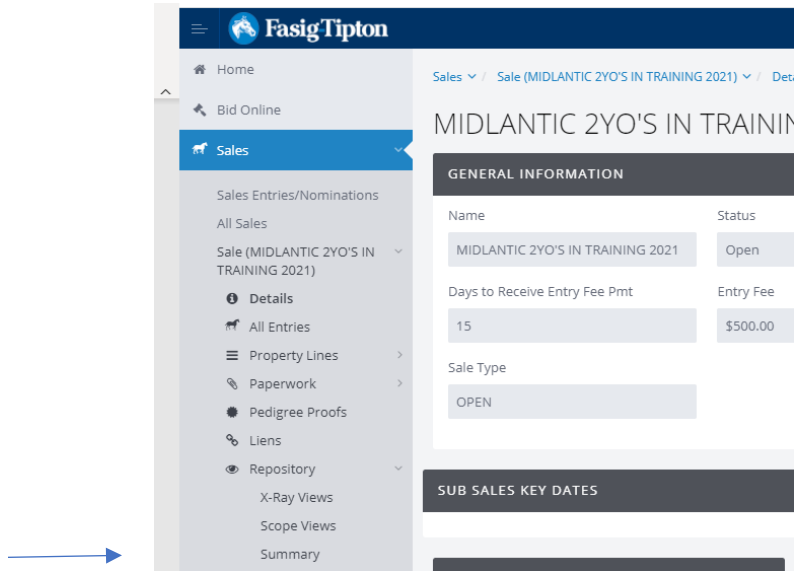 FasigTipton
Home
Bid Online
Sales
Sales Entries/Nominations
All Sales
Sale (MIDLANTIC 2YO'S IN
TRAINING 2021)
Details
All Entries
Property Lines
Paperwork
Pedigree Proofs
Liens
Repository
X-Ray Views
Scope Views
Summary
Sales / Sale (MIDLANTIC 2YO'S IN TRAINING 2021) / Deta
MIDLANTIC 2YO'S IN TRAININ
GENERAL INFORMATION
Name Status
MIDLANTIC 2YO'S IN TRAINING 2021 Open
Days to Receive Entry Fee Pmt Entry Fee
15 $500.00
Sale Type
OPEN
SUB SALES KEY DATES